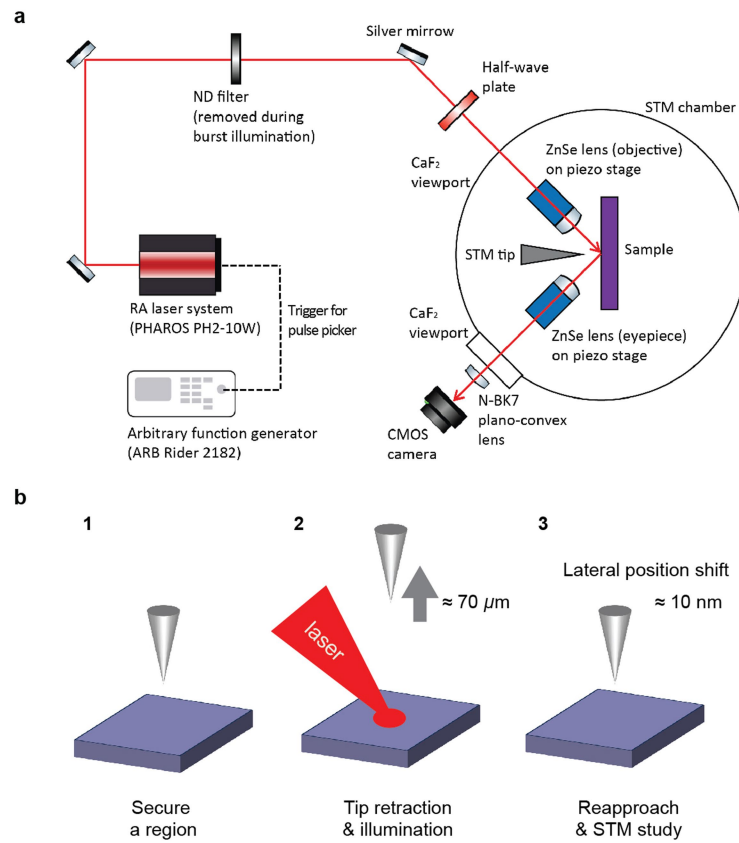 a
Silver mirrow
Half-wave
plate
STM chamber
ND filter
(removed during
burst illumination)
CaF₂
viewport
ZnSe lens (objective)
on piezo stage
STM tip
Sample
RA laser system
(PHAROS PH2-10W)
Trigger for
pulse picker
CaF₂
viewport
ZnSe lens (eyepiece)
on piezo stage
Arbitrary function generator
(ARB Rider 2182)
CMOS
camera
N-BK7
plano-convex
lens
b
1
2
3
Lateral position shift
≈ 70 µm
≈ 10 nm
laser
Secure
a region
Tip retraction
& illumination
Reapproach
& STM study